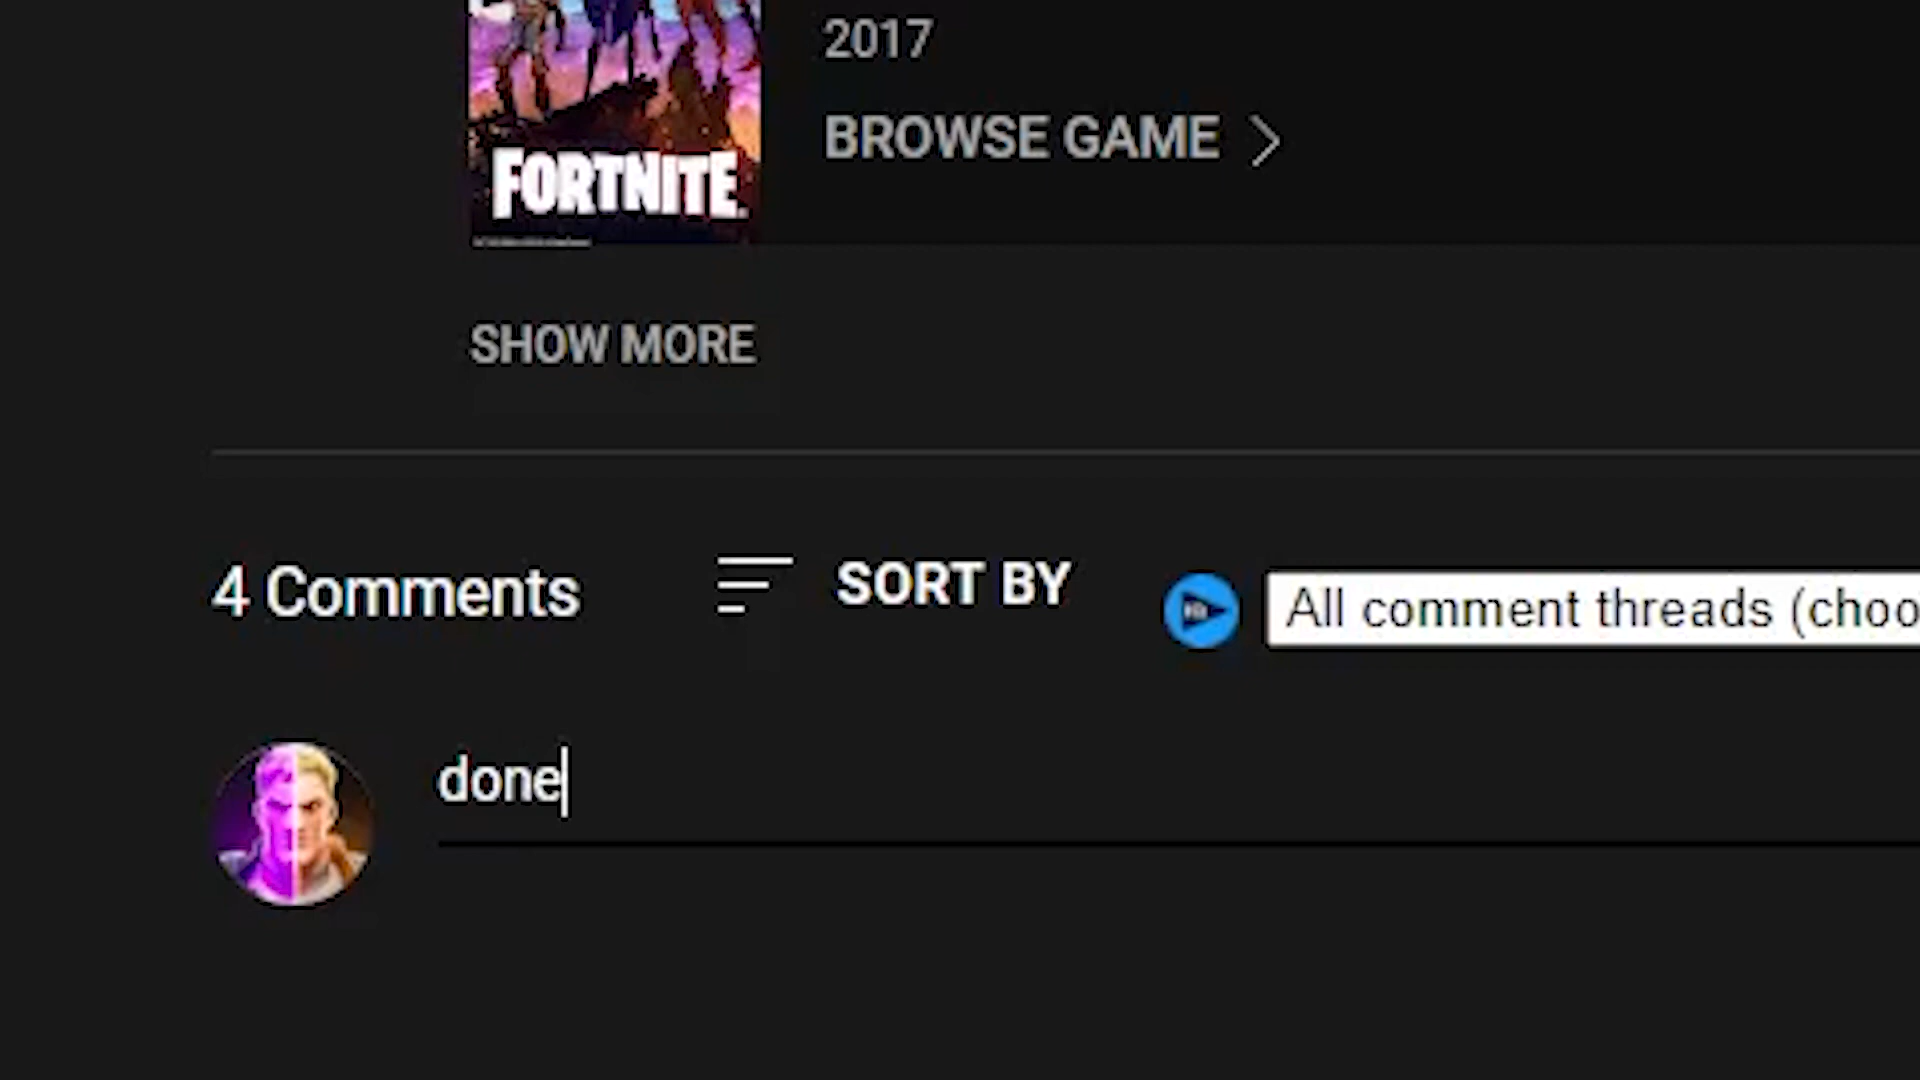 2017
BROWSE GAME
FORTNITE
SHOW MORE
4 Comments
SORT BY
All comment threads (choo
done